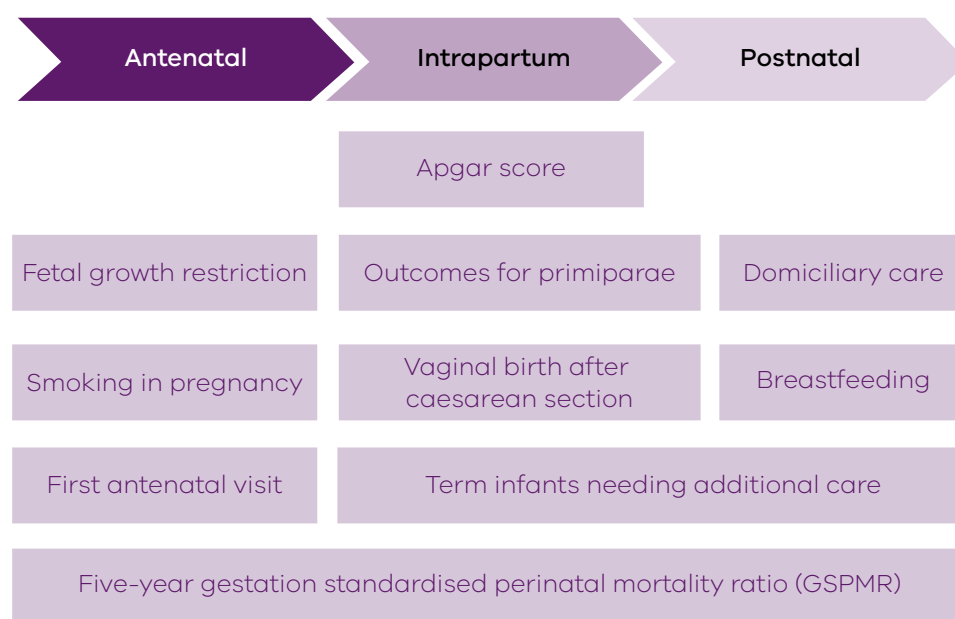 Antenatal
Intrapartum
Postnatal
Apgar score
Fetal growth restriction
Outcomes for primiparae
Domiciliary care
Smoking in pregnancy
Vaginal birth after
caesarean section
Breastfeeding
First antenatal visit
Term infants needing additional care
Five-year gestation standardised perinatal mortality ratio (GSPMR)